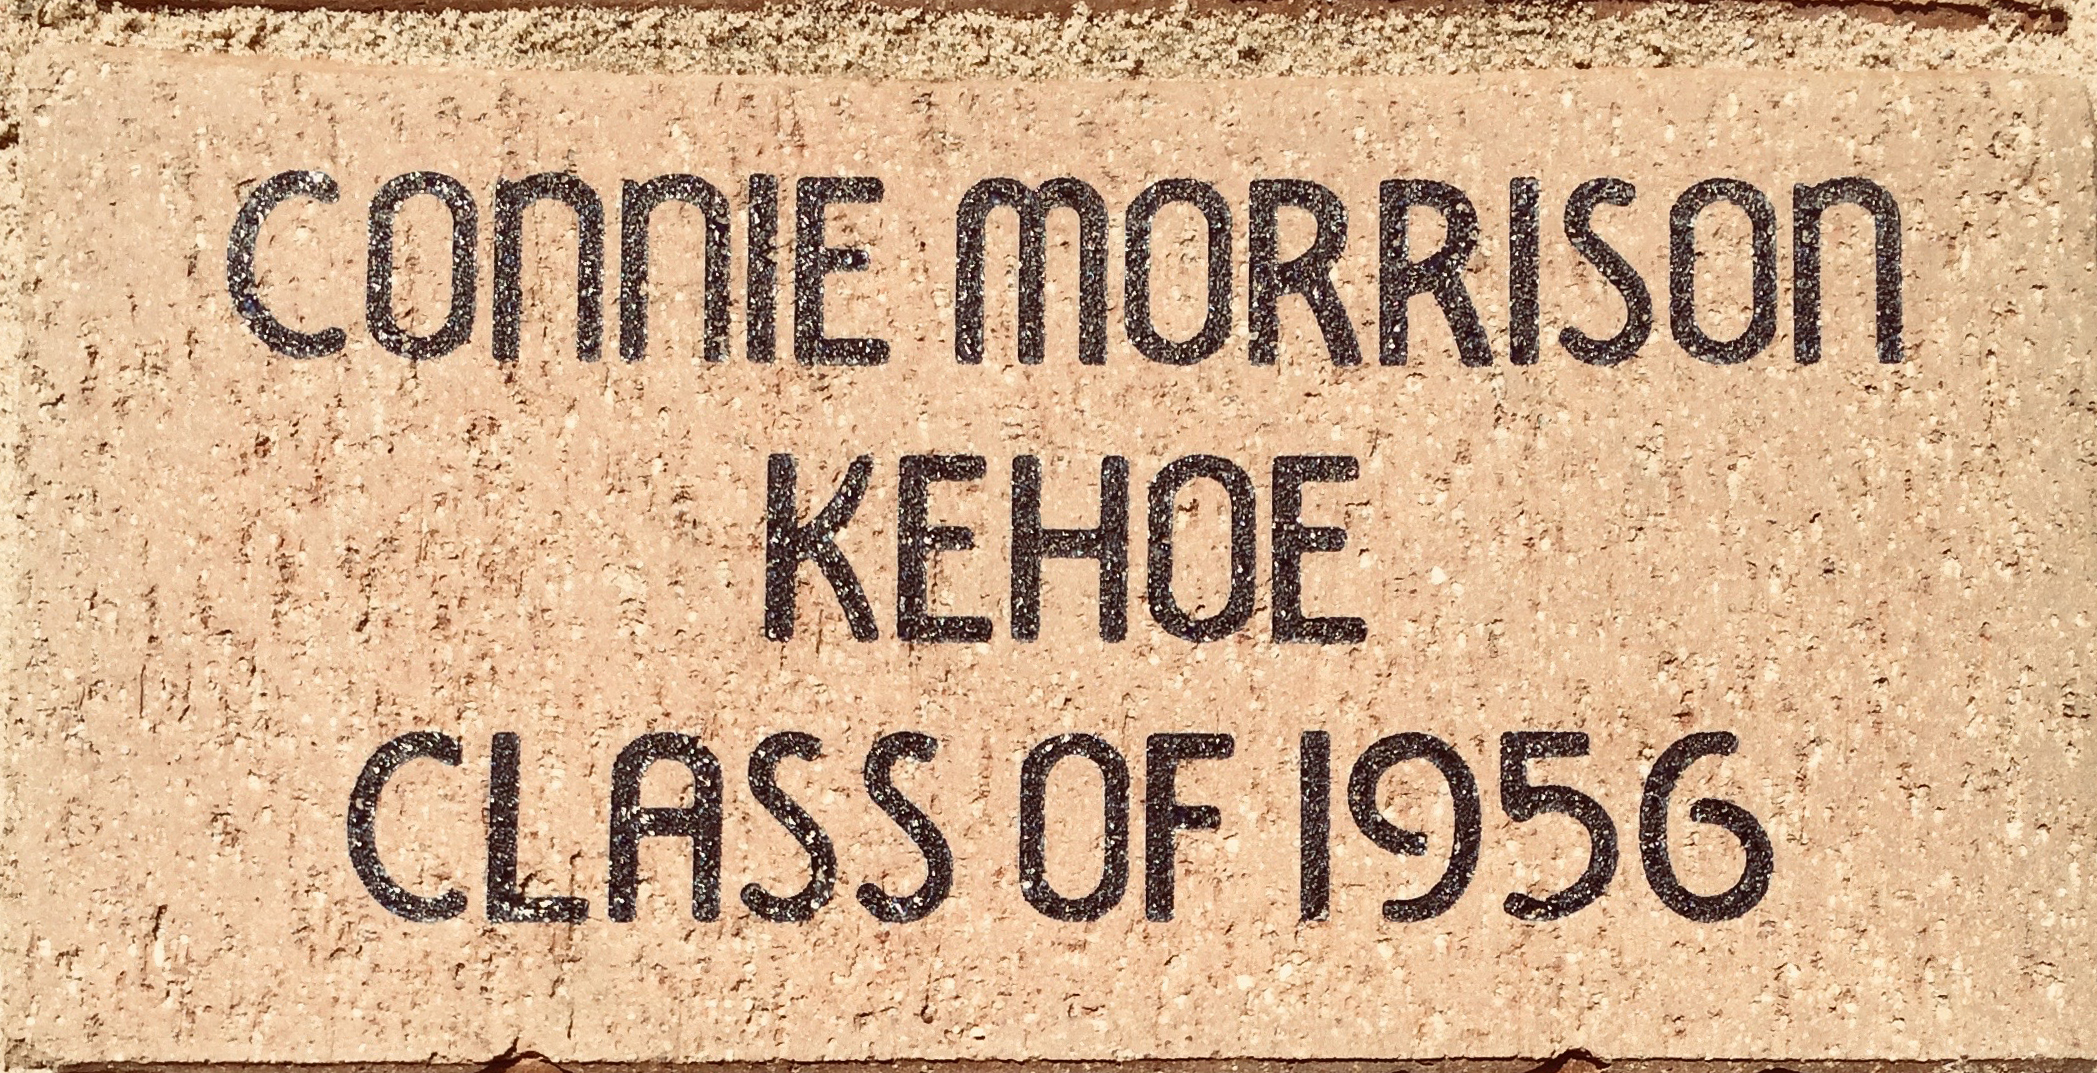 CONNIE MORRISON
KEHOE
CLASS OF 1956